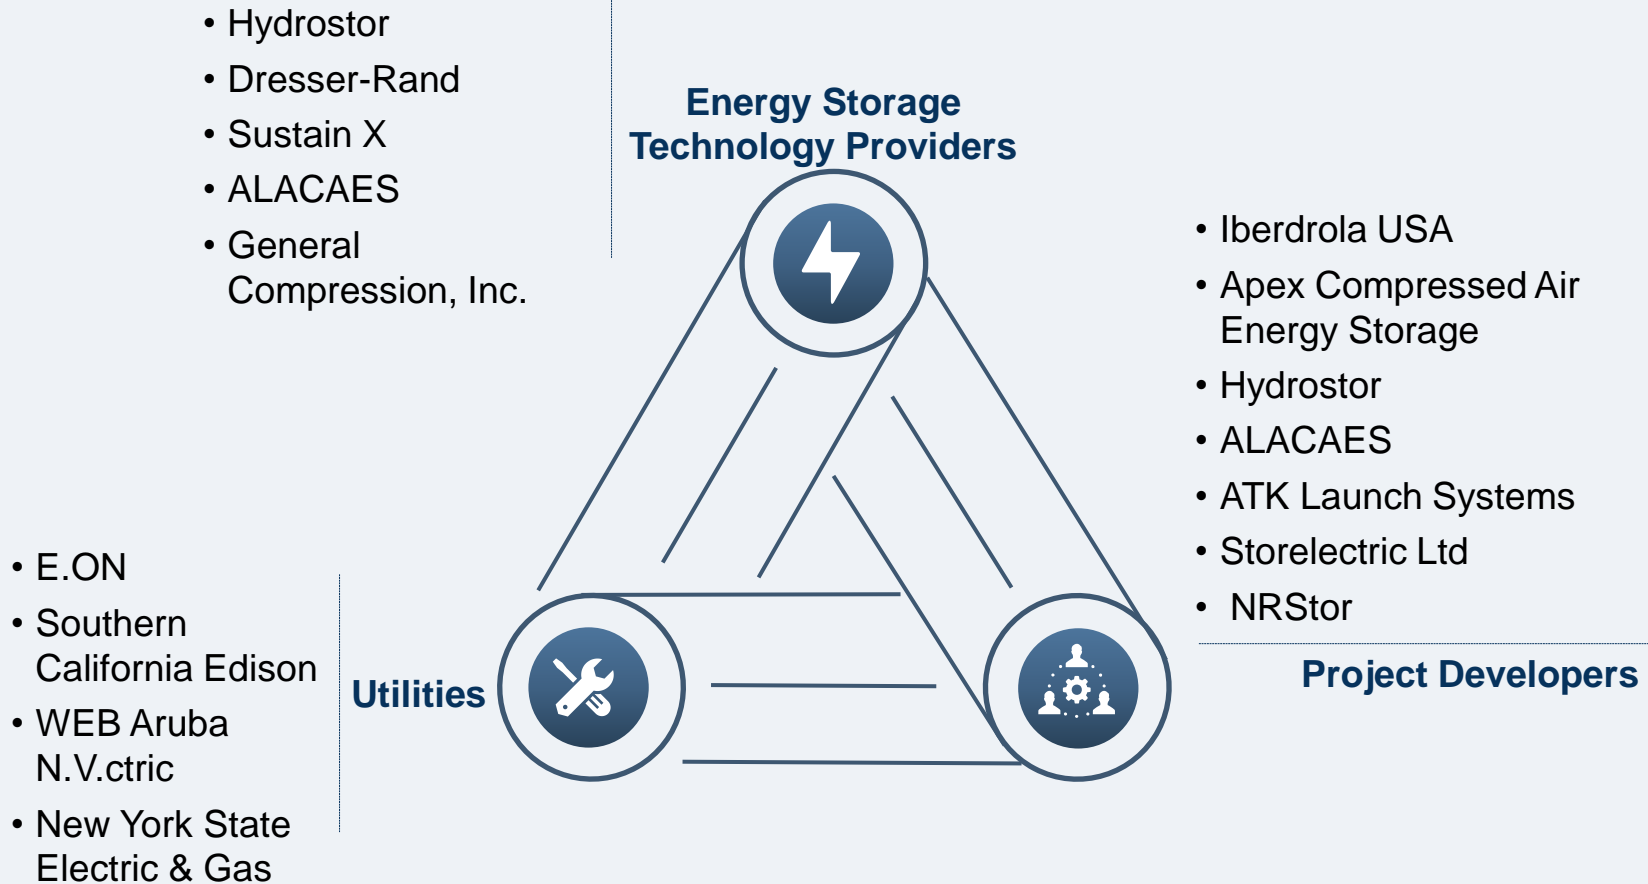 • Hydrostor
• Dresser-Rand
• Sustain X
• ALACAES
• General
Compression, Inc.
Energy Storage
Technology Providers
• Iberdrola USA
• Apex Compressed Air
Energy Storage
• Hydrostor
• ALACAES
• ATK Launch Systems
• Storelectric Ltd
• NRStor
Project Developers
• E.ON
• Southern
California Edison
• WEB Aruba
N.V.ctric
• New York State
Electric & Gas
Utilities